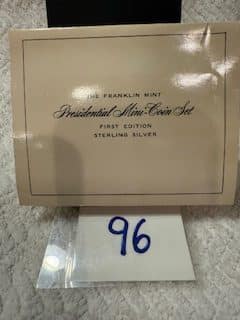 THE FRANKLIN MINT
Presidential Mini-Coin Set
FIRST EDITION
STERLING SILVER
96